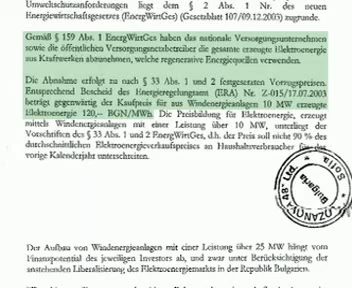 Umweltschutzanforderungen liegt dem § 2 Abs. 1 Nr. des neuen
Energiewirtschaftsgesetzes (EnergWirtGes) (Gesetzblatt 107/09.12.2003) zugrunde.
Gemäß § 159 Abs. 1 EnergWirtGes haben das nationale Versorgungsunternehmen
sowie die öffentlichen Versorgungsnetzbetreiber die gesamte erzeugte Elektroenergie
aus Kraftwerken abzunehmen, welche regenerative Energiequellen verwenden.
Die Abnahme erfolgt zu nach § 33 Abs. 1 und 2 festgesetzten Vorzugspreisen.
Entsprechend Bescheid des Energieregelungsamts (ERA) Nr. Z-015/17.07.2003
beträgt gegenwärtig der Kaufpreis für aus Windenergieanlagen 10 MW erzeugte
Elektroenergie 120,– BGN/MWh. Die Preisbildung für Elektroenergie, erzeugt
mittels Windenergieanlagen mit einer Leistung über 10 MW, unterliegt der
Vorschriften des § 33 Abs. 1 und 2 EnergWirtGes, d.h. der Preis soll nicht 90 % des
durchschnittlichen Elektroenergieverkaufspreises an Haushaltsverbraucher für das
vorige Kalenderjahr unterschreiten.
Sofia
Bulgaria
Ltd
Der Aufbau von Windenergieanlagen mit einer Leistung über 25 MW hängt vom
Finanzpotential des jeweiligen Investors ab, und zwar unter Berücksichtigung der
anstehenden Liberalisierung des Elektroenergiemarkts in der Republik Bulgarien.